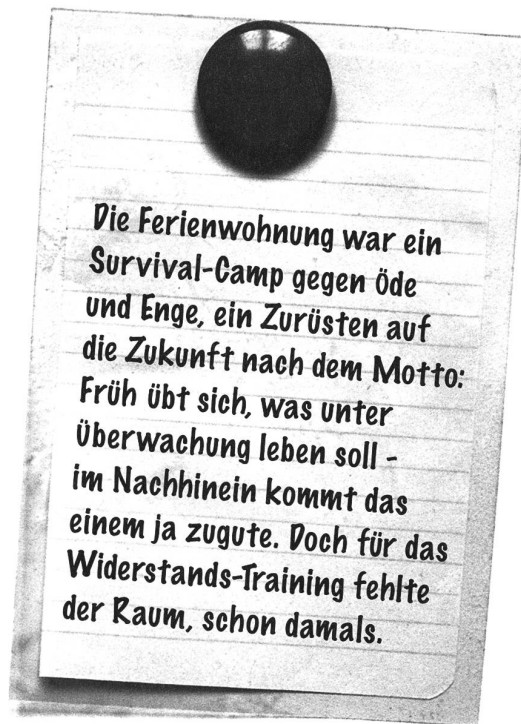 Die Ferienwohnung war ein
Survival-Camp gegen öde
und Enge, ein Zurüsten auf
die Zukunft nach dem Motto:
Früh übt sich, was unter
Überwachung leben soll -
im Nachhinein kommt das
einem ja zugute. Doch für das
Widerstands-Training fehlte
der Raum, schon damals.